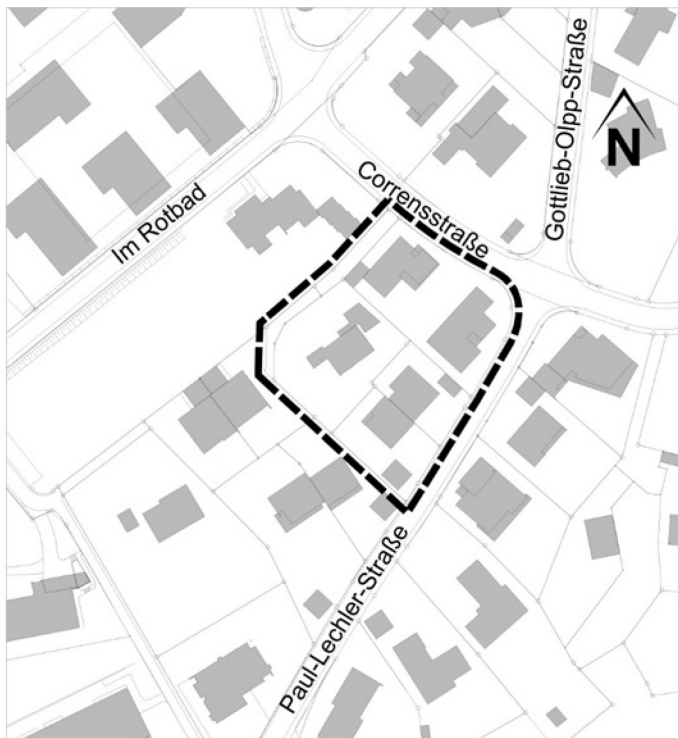 Gottlieb-Olpp-Straße
N
Corrensstraße
Im Rotbad
Paul-Lechler-Straße